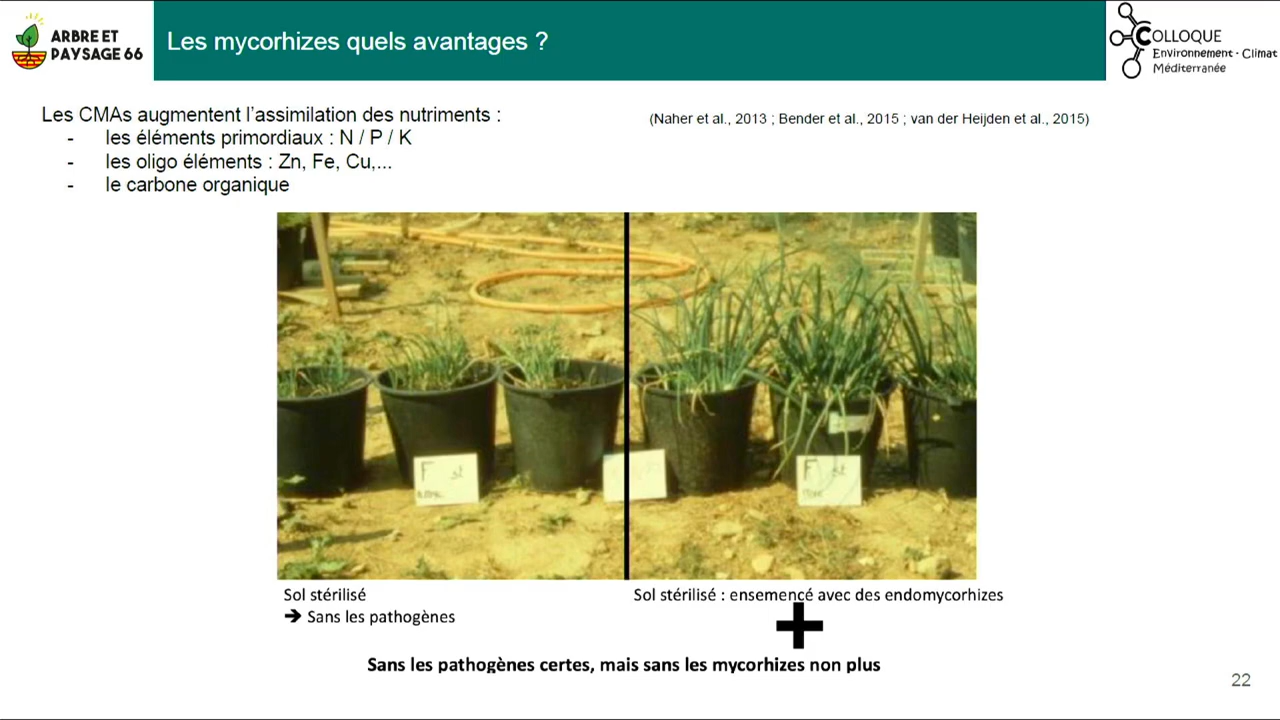 ARBRE ET
PAYSAGE 66
Les mycorhizes quels avantages ?
COLLOQUE
Environnement - Climat
Méditerranée
Les CMAs augmentent l'assimilation des nutriments :
(Naher et al., 2013 ; Bender et al., 2015 ; van der Heijden et al., 2015)
- les éléments primordiaux : N / P / K
- les oligo éléments : Zn, Fe, Cu,...
- le carbone organique
F st
F st
Sol stérilisé
➔ Sans les pathogènes
Sol stérilisé : ensemencé avec des endomycorhizes
Sans les pathogènes certes, mais sans les mycorhizes non plus
22